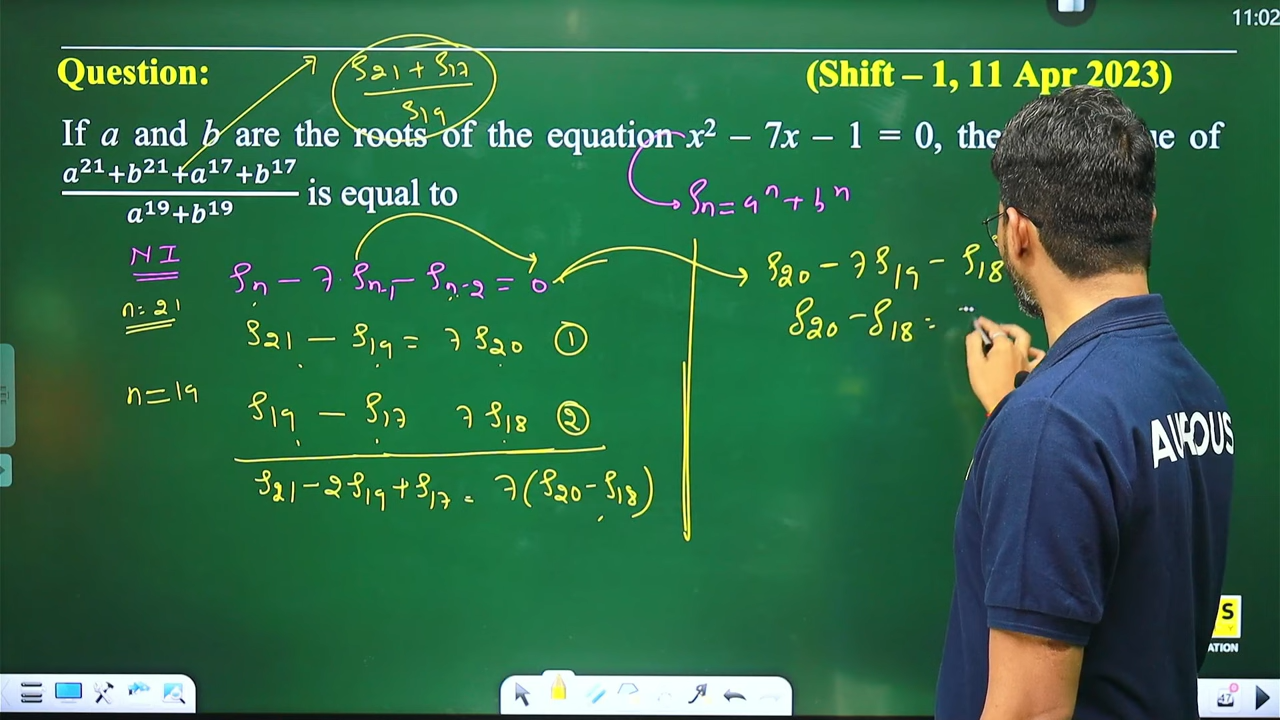 11:02
Question:
(Shift – 1, 11 Apr 2023)
S21 + S17
S19
If a and b are the roots of the equation x² – 7x – 1 = 0, of
a²¹+b²¹+a¹⁷+b¹⁷
a¹⁹+b¹⁹
is equal to
Sn = aⁿ + bⁿ
NI
Sn – 7 Sn-1 – Sn-2 = 0
n = 21
S21 – S19 = 7 S20 ①
n = 19
S19 – S17 7 S18 ②
S21 – 2S19 + S17 = 7(S20 – S18)
S20 – 7S19 – S18
S20 – S18 =
S
ATION
47